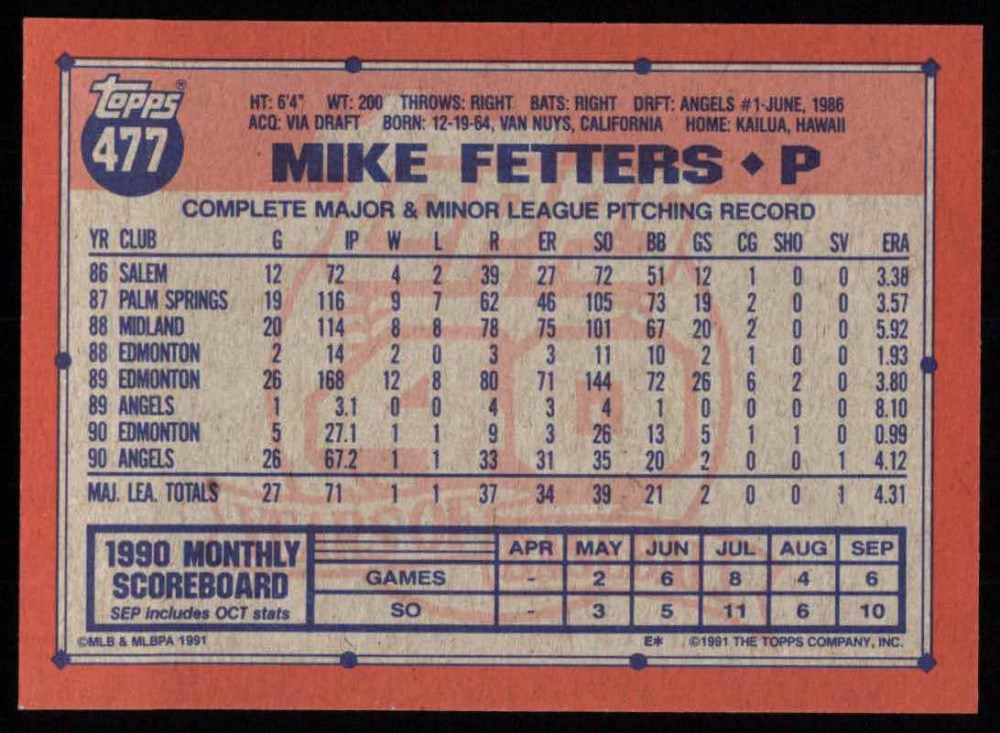 Topps®
477
HT: 6'4" WT: 200 THROWS: RIGHT BATS: RIGHT DRFT: ANGELS #1-JUNE, 1986
ACQ: VIA DRAFT BORN: 12-19-64, VAN NUYS, CALIFORNIA HOME: KAILUA, HAWAII
MIKE FETTERS ♦ P
COMPLETE MAJOR & MINOR LEAGUE PITCHING RECORD
YR CLUB G IP W L R ER SO BB GS CG SHO SV ERA
86 SALEM 12 72 4 2 39 27 72 51 12 1 0 0 3.38
87 PALM SPRINGS 19 116 9 7 62 46 105 73 19 2 0 0 3.57
88 MIDLAND 20 114 8 8 78 75 101 67 20 2 0 0 5.92
88 EDMONTON 2 14 2 0 3 3 11 10 2 1 0 0 1.93
89 EDMONTON 26 168 12 8 80 71 144 72 26 6 2 0 3.80
89 ANGELS 1 3.1 0 0 4 3 4 1 0 0 0 0 8.10
90 EDMONTON 5 27.1 1 1 9 3 26 13 5 1 1 0 0.99
90 ANGELS 26 67.2 1 1 33 31 35 20 2 0 0 1 4.12
MAJ. LEA. TOTALS 27 71 1 1 37 34 39 21 2 0 0 1 4.31
1990 MONTHLY
SCOREBOARD
SEP includes OCT stats
APR MAY JUN JUL AUG SEP
GAMES - 2 6 8 4 6
SO - 3 5 11 6 10
©MLB & MLBPA 1991 E* ©1991 THE TOPPS COMPANY, INC.
40
YEARS OF